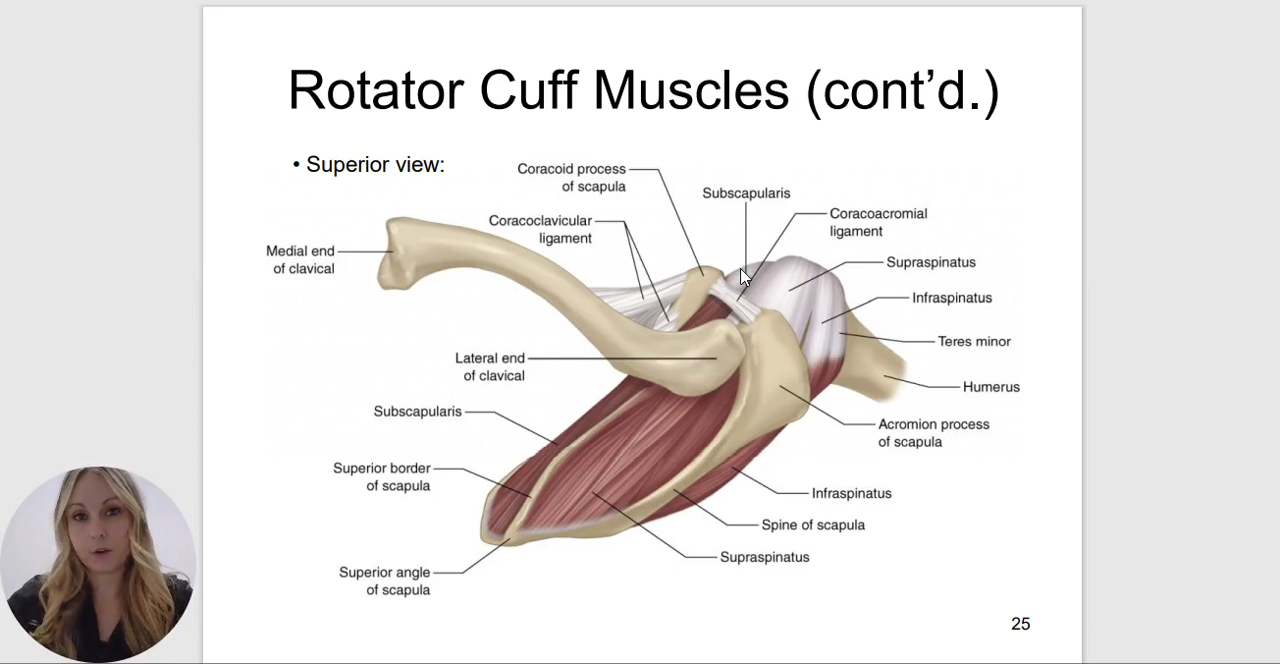 Rotator Cuff Muscles (cont’d.)
• Superior view:
Coracoid process
of scapula
Subscapularis
Coracoacromial
ligament
Coracoclavicular
ligament
Medial end
of clavical
Supraspinatus
Infraspinatus
Teres minor
Lateral end
of clavical
Humerus
Subscapularis
Acromion process
of scapula
Superior border
of scapula
Infraspinatus
Spine of scapula
Supraspinatus
Superior angle
of scapula
25